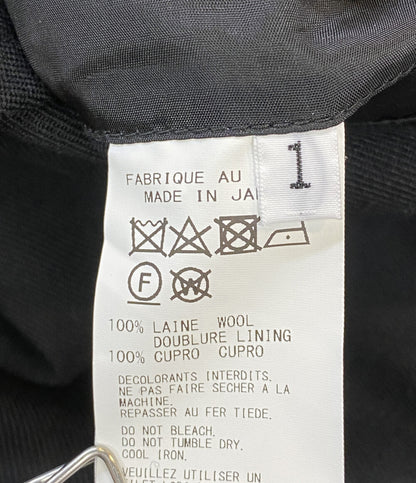 1
FABRIQUE AU
MADE IN JA
F
W
100% LAINE WOOL
DOUBLURE LINING
100% CUPRO CUPRO
DECOLORANTS INTERDITS.
NE PAS FAIRE SECHER A LA
MACHINE.
REPASSER AU FER TIEDE.
DO NOT BLEACH.
DO NOT TUMBLE DRY.
COOL IRON.
VEUILLEZ UTILISER UN